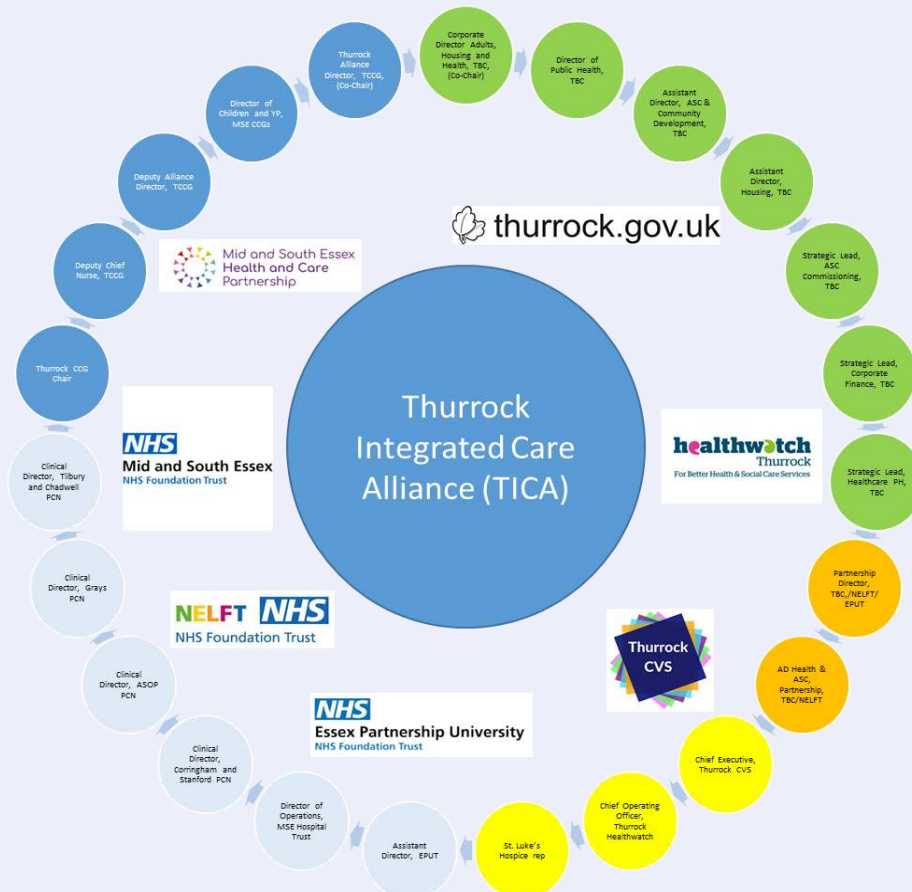 Thurrock
Alliance
Director, TCCG,
(Co-Chair)
Corporate
Director Adults,
Housing and
Health, TBC,
(Co-Chair)
Director of
Public Health,
TBC
Assistant
Director, ASC &
Community
Development,
TBC
Assistant
Director,
Housing, TBC
Strategic Lead,
ASC
Commissioning,
TBC
Strategic Lead,
Corporate
Finance, TBC
Strategic Lead,
Healthcare PH,
TBC
Partnership
Director,
TBC,/NELFT/
EPUT
AD Health &
ASC,
Partnership,
TBC/NELFT
Chief Executive,
Thurrock CVS
Chief Operating
Officer,
Thurrock
Healthwatch
St. Luke's
Hospice rep
Assistant
Director, EPUT
Director of
Operations,
MSE Hospital
Trust
Clinical
Director,
Corringham and
Stanford PCN
Clinical
Director, ASOP
PCN
Clinical
Director, Grays
PCN
Clinical
Director, Tilbury
and Chadwell
PCN
Thurrock CCG
Chair
Deputy Chief
Nurse, TCCG
Deputy Alliance
Director, TCCG
Director of
Children and YP,
MSE CCGs
thurrock.gov.uk
Mid and South Essex
Health and Care
Partnership
Thurrock
Integrated Care
Alliance (TICA)
NHS
Mid and South Essex
NHS Foundation Trust
healthwatch
Thurrock
For Better Health & Social Care Services
NELFT NHS
NHS Foundation Trust
Thurrock
CVS
NHS
Essex Partnership University
NHS Foundation Trust